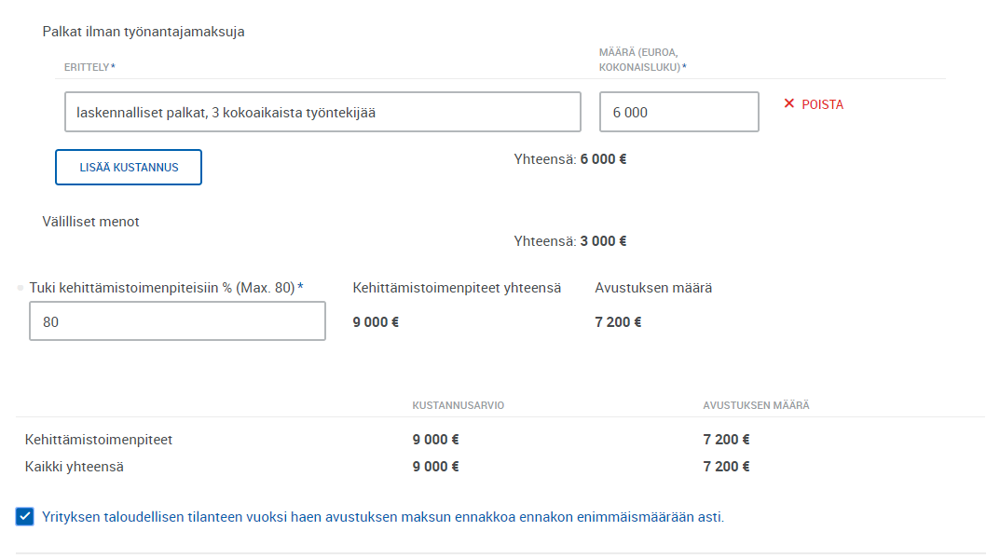 Palkat ilman työnantajamaksuja
ERITTELY*
MÄÄRÄ (EUROA, KOKONAISLUKU)*
laskennalliset palkat, 3 kokoaikaista työntekijää
6 000
POISTA
LISÄÄ KUSTANNUS
Yhteensä: 6 000 €
Välilliset menot
Yhteensä: 3 000 €
Tuki kehittämistoimenpiteisiin % (Max. 80)*
Kehittämistoimenpiteet yhteensä
Avustuksen määrä
80
9 000 €
7 200 €
KUSTANNUSARVIO
AVUSTUKSEN MÄÄRÄ
Kehittämistoimenpiteet 9 000 € 7 200 €
Kaikki yhteensä 9 000 € 7 200 €
Yrityksen taloudellisen tilanteen vuoksi haen avustuksen maksun ennakkoa ennakon enimmäismäärään asti.